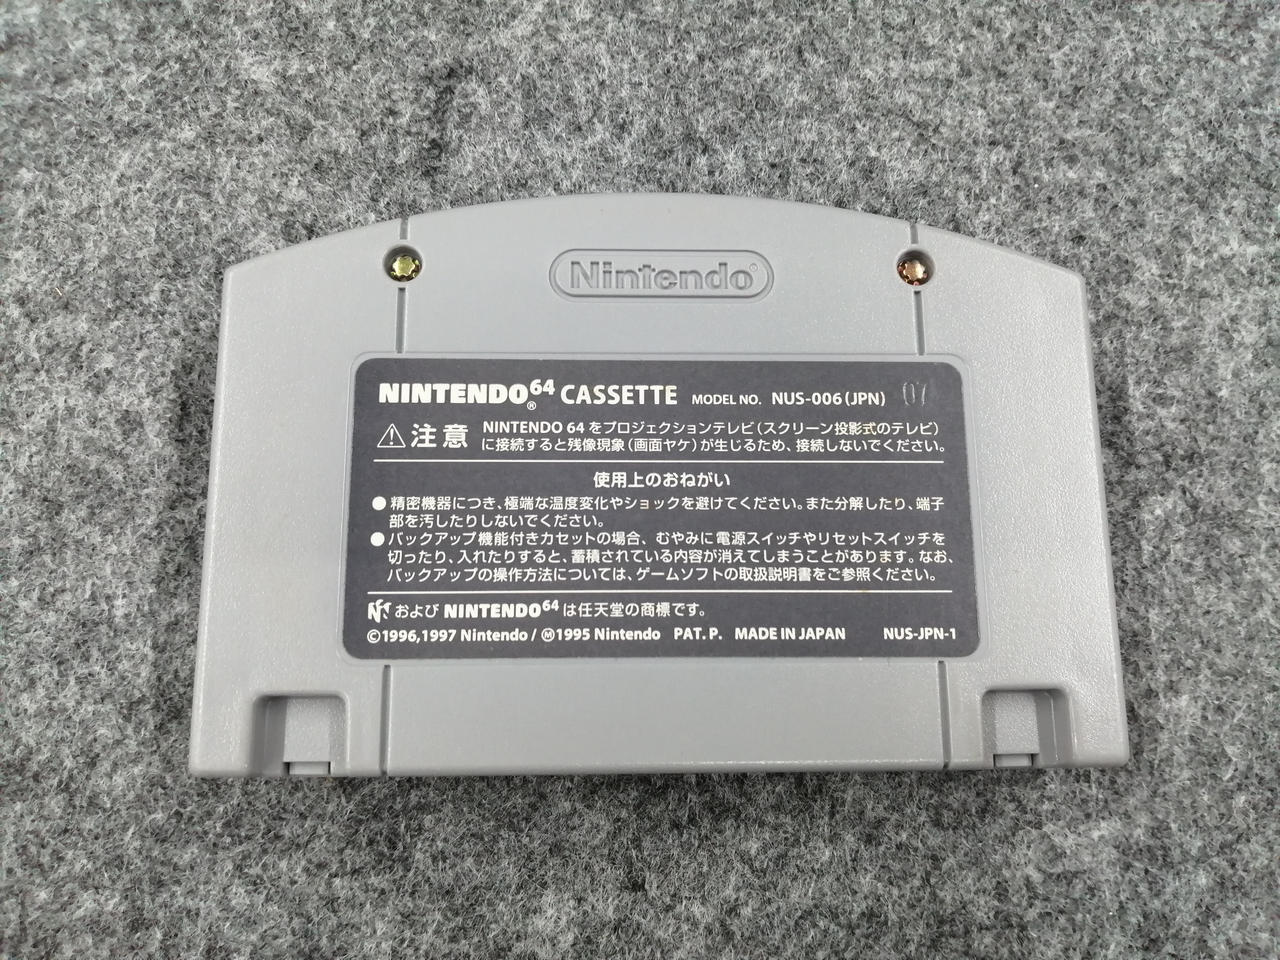 Nintendo®
NINTENDO®64 CASSETTE MODEL NO. NUS-006(JPN) 07
⚠注意 NINTENDO 64 をプロジェクションテレビ(スクリーン投影式のテレビ)
に接続すると残像現象(画面ヤケ)が生じるため、接続しないでください。
使用上のおねがい
●精密機器につき、極端な温度変化やショックを避けてください。また分解したり、端子
部を汚したりしないでください。
●バックアップ機能付きカセットの場合、むやみに電源スイッチやリセットスイッチを
切ったり、入れたりすると、蓄積されている内容が消えてしまうことがあります。なお、
バックアップの操作方法については、ゲームソフトの取扱説明書をご参照ください。
および NINTENDO64 は任天堂の商標です。
©1996,1997 Nintendo/Ⓜ1995 Nintendo PAT. P. MADE IN JAPAN NUS-JPN-1